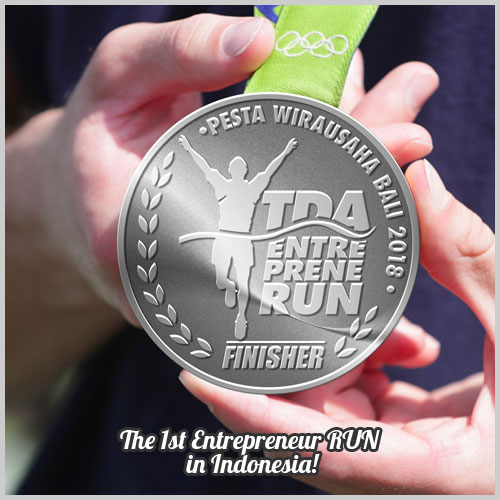 •PESTA WIRAUSAHA BALI 2018•
TDA
ENTRE
PRENE
RUN
FINISHER
The 1st Entrepreneur RUN
in Indonesia!